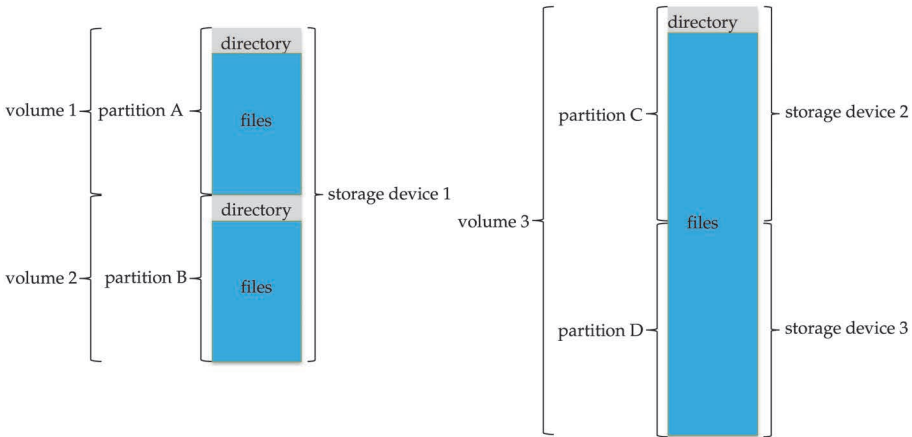 directory
volume 1
partition A
files
directory
storage device 1
volume 2
partition B
files
directory
partition C
storage device 2
volume 3
files
partition D
storage device 3